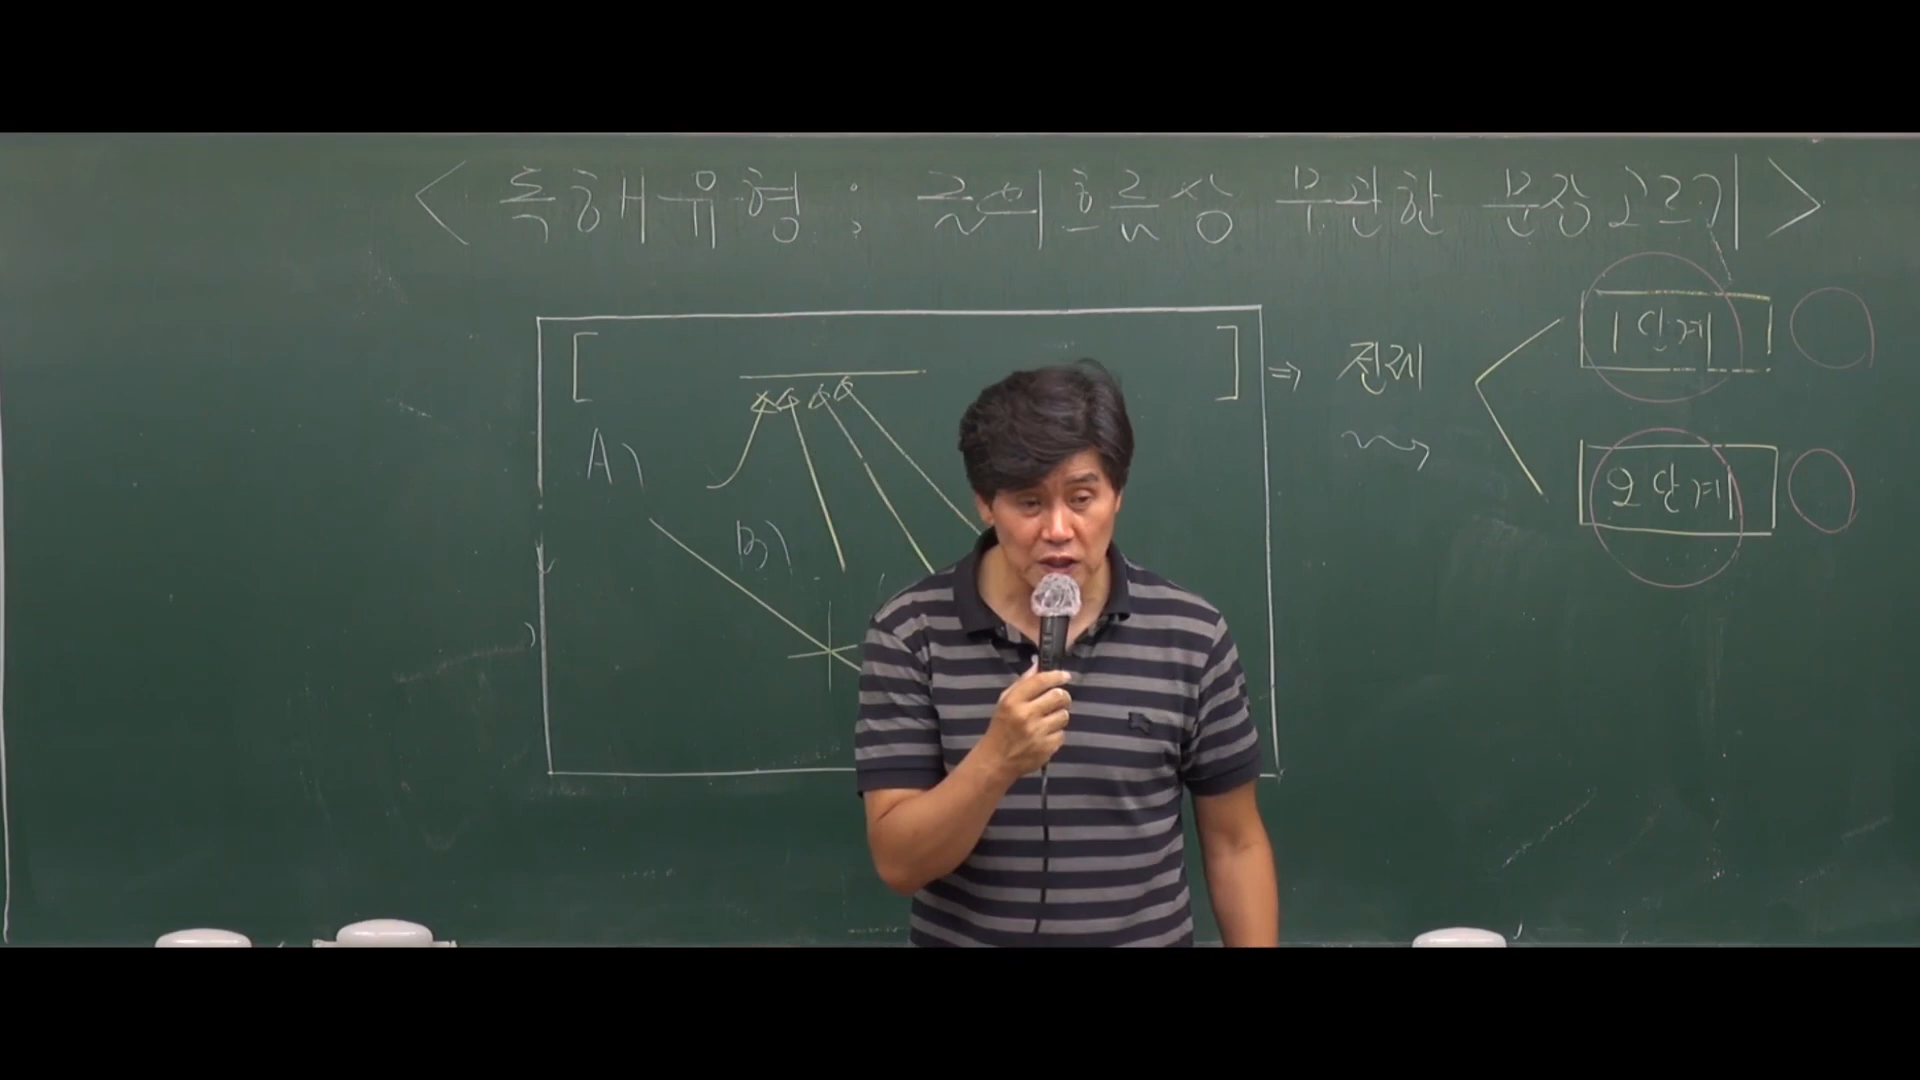 < 독해유형 : 글의 흐름상 무관한 문장 고르기 >
[ ] ⇒ 전제
1단계
A)
2단계
B)